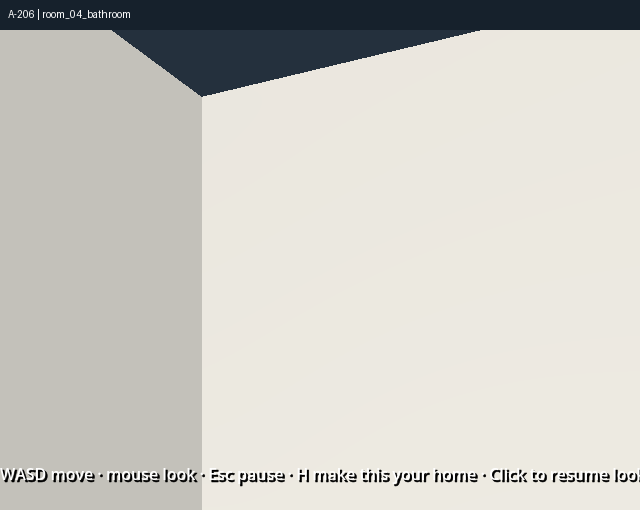 A-206 | room_04_bathroom
WASD move · mouse look · Esc pause · H make this your home · Click to resume